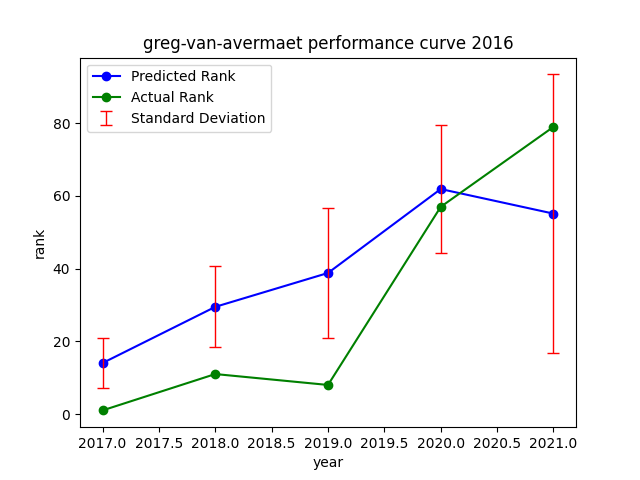 greg-van-avermaet performance curve 2016
Predicted Rank
Actual Rank
Standard Deviation
80
60
40
20
0
rank
2017.0 2017.5 2018.0 2018.5 2019.0 2019.5 2020.0 2020.5 2021.0
year